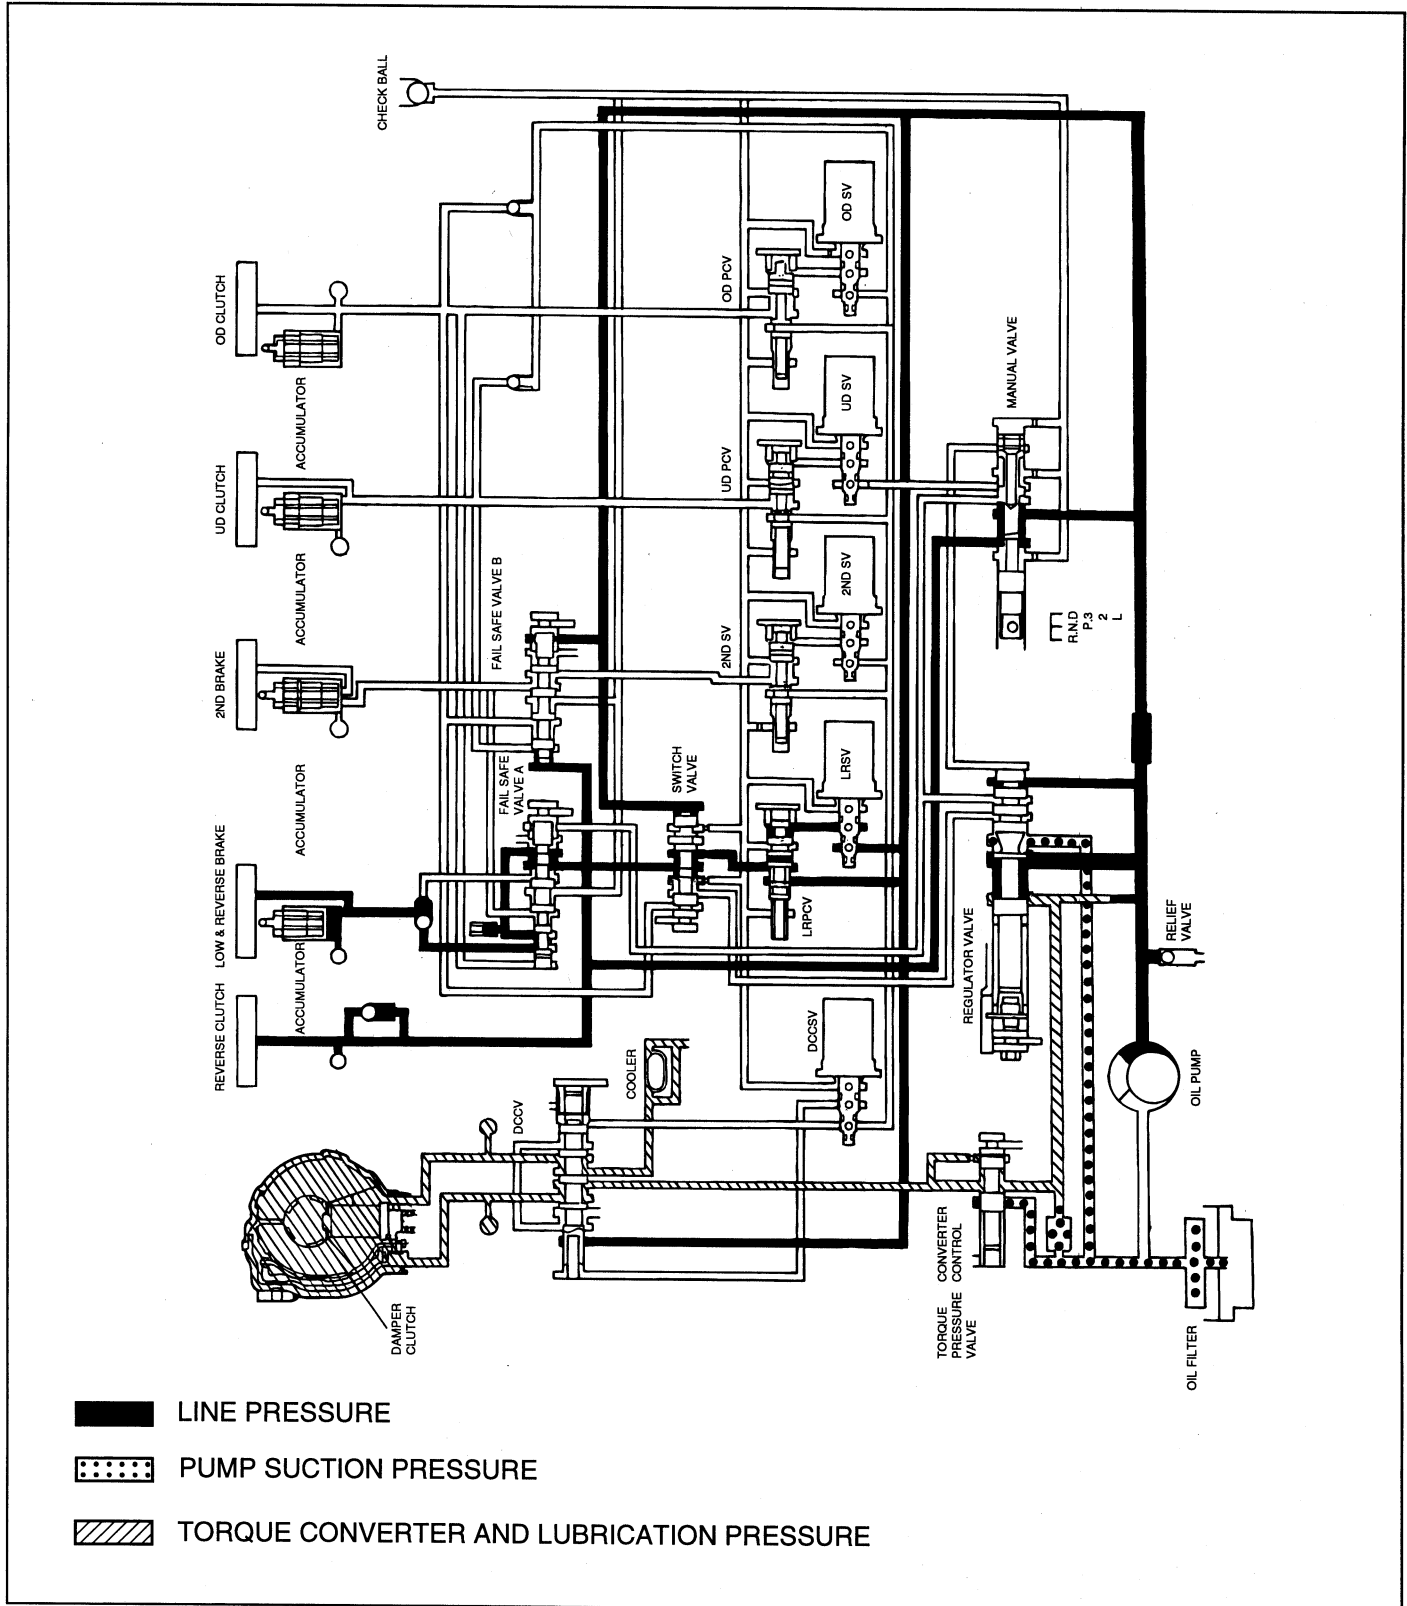 CHECK BALL
OD CLUTCH
ACCUMULATOR
UD CLUTCH
ACCUMULATOR
2ND BRAKE
ACCUMULATOR
LOW & REVERSE BRAKE
ACCUMULATOR
REVERSE CLUTCH
OD SV
OD PCV
UD SV
UD PCV
2ND SV
2ND SV
LRSV
LRPCV
SWITCH
VALVE
FAIL SAFE VALVE B
FAIL SAFE
VALVE A
MANUAL VALVE
R.N.D
P.3
2
L
REGULATOR VALVE
RELIEF
VALVE
OIL PUMP
DCCSV
COOLER
DCCV
DAMPER
CLUTCH
TORQUE CONVERTER
PRESSURE CONTROL
VALVE
OIL FILTER
LINE PRESSURE
PUMP SUCTION PRESSURE
TORQUE CONVERTER AND LUBRICATION PRESSURE